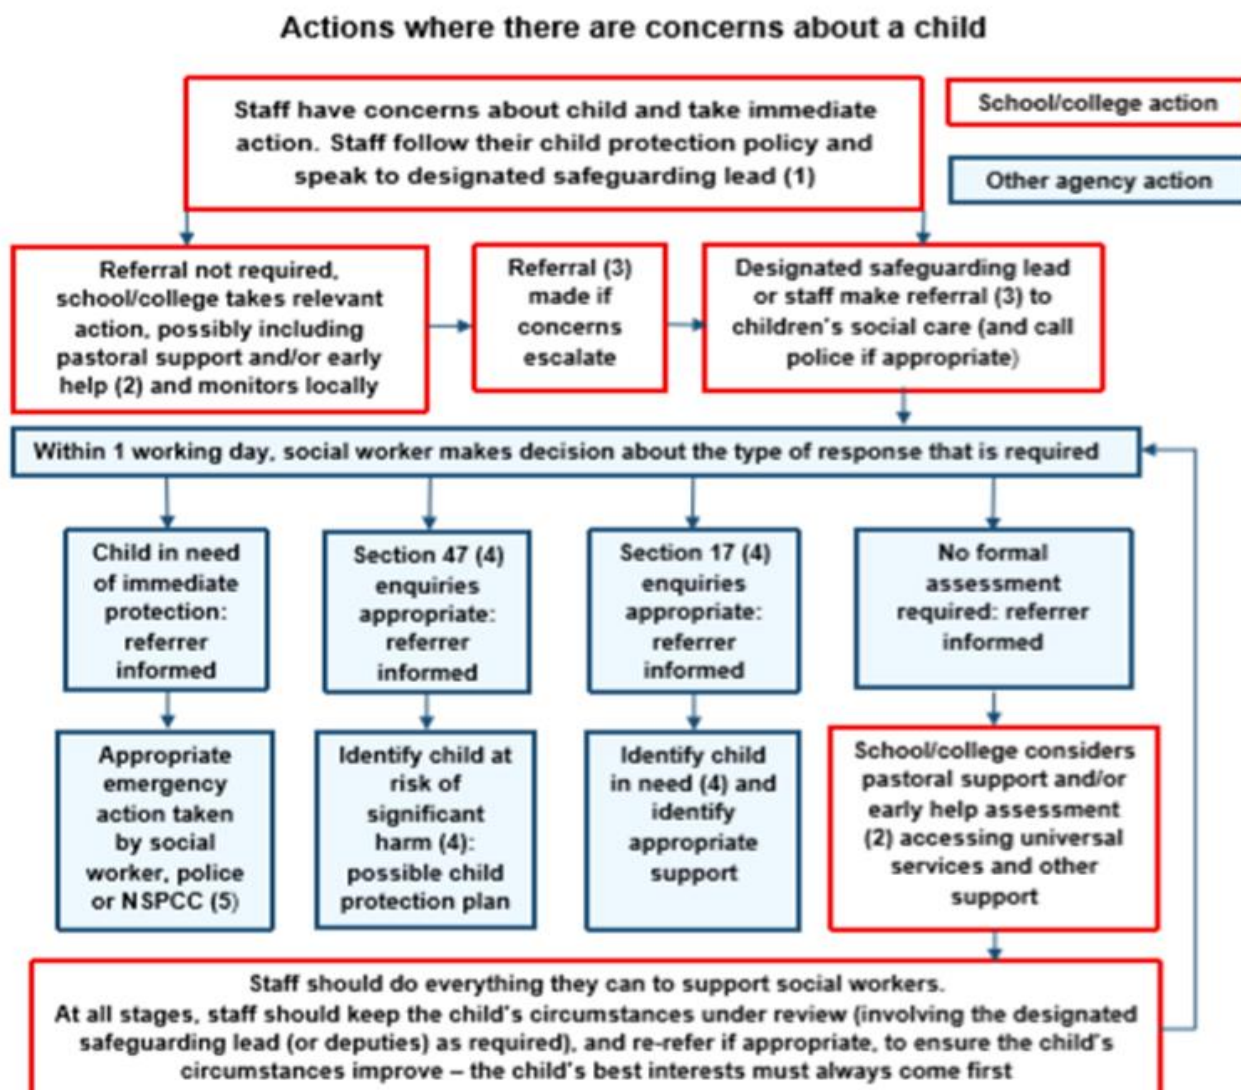 Actions where there are concerns about a child
Staff have concerns about child and take immediate
action. Staff follow their child protection policy and
speak to designated safeguarding lead (1)
School/college action
Other agency action
Referral not required,
school/college takes relevant
action, possibly including
pastoral support and/or early
help (2) and monitors locally
Referral (3)
made if
concerns
escalate
Designated safeguarding lead
or staff make referral (3) to
children's social care (and call
police if appropriate)
Within 1 working day, social worker makes decision about the type of response that is required
Child in need
of immediate
protection:
referrer
informed
Section 47 (4)
enquiries
appropriate:
referrer
informed
Section 17 (4)
enquiries
appropriate:
referrer
informed
No formal
assessment
required: referrer
informed
Appropriate
emergency
action taken
by social
worker, police
or NSPCC (5)
Identify child at
risk of
significant
harm (4):
possible child
protection plan
Identify child
in need (4) and
identify
appropriate
support
School/college considers
pastoral support and/or
early help assessment
(2) accessing universal
services and other
support
Staff should do everything they can to support social workers.
At all stages, staff should keep the child's circumstances under review (involving the designated
safeguarding lead (or deputies) as required), and re-refer if appropriate, to ensure the child's
circumstances improve – the child's best interests must always come first